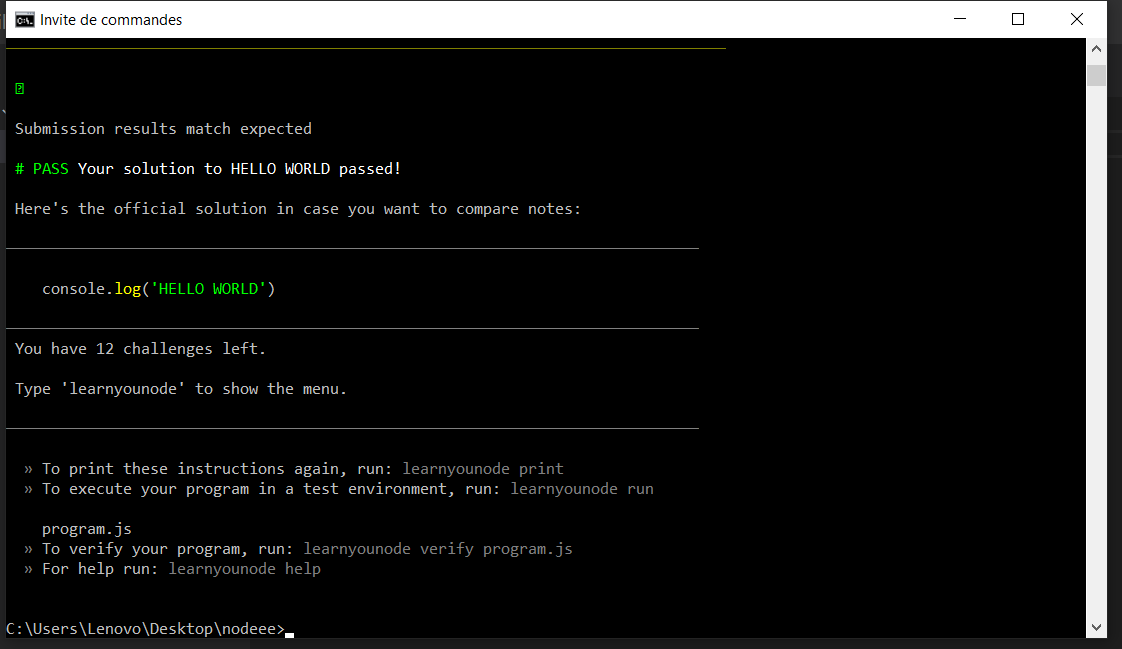 Invite de commandes
Submission results match expected
# PASS Your solution to HELLO WORLD passed!
Here's the official solution in case you want to compare notes:
console.log('HELLO WORLD')
You have 12 challenges left.
Type 'learnyounode' to show the menu.
» To print these instructions again, run: learnyounode print
» To execute your program in a test environment, run: learnyounode run
program.js
» To verify your program, run: learnyounode verify program.js
» For help run: learnyounode help
C:\Users\Lenovo\Desktop\nodeee>